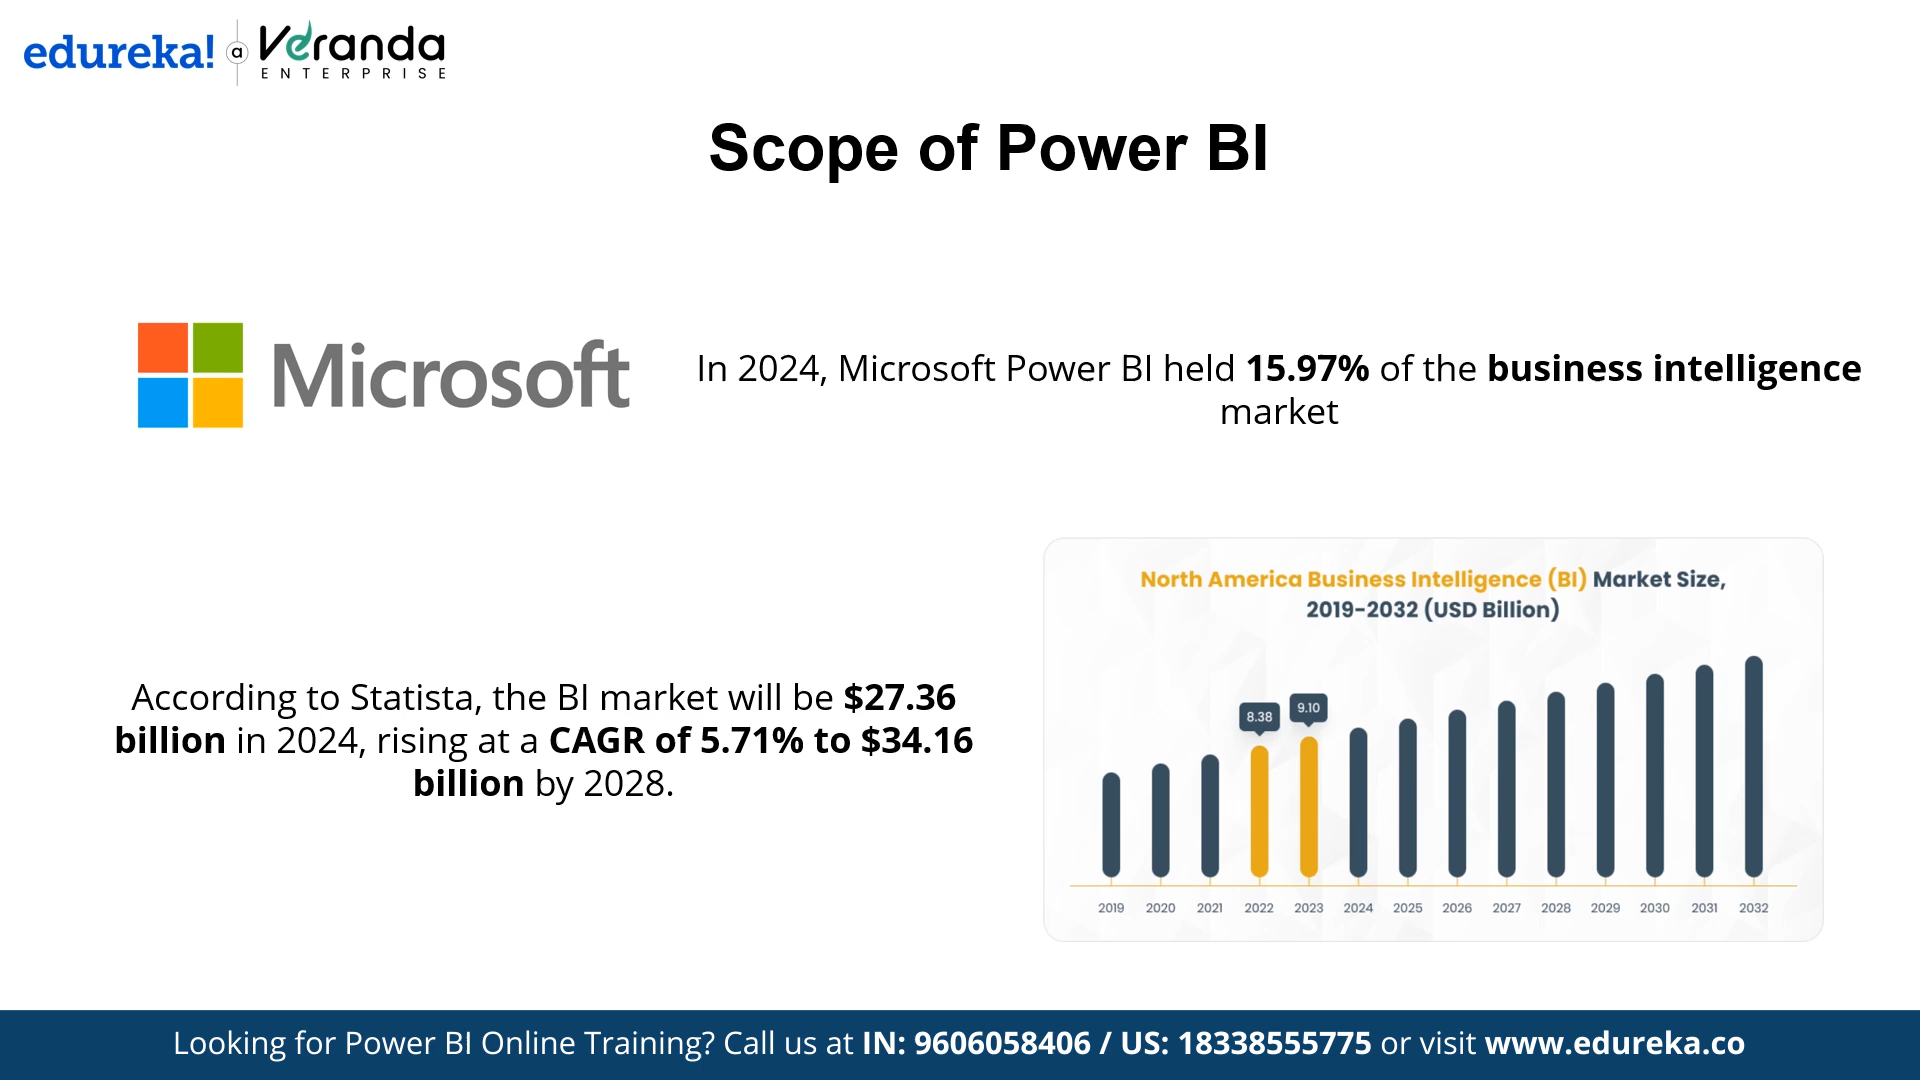 edureka! a Veranda
ENTERPRISE
Scope of Power BI
Microsoft
In 2024, Microsoft Power BI held 15.97% of the business intelligence
market
According to Statista, the BI market will be $27.36
billion in 2024, rising at a CAGR of 5.71% to $34.16
billion by 2028.
North America Business Intelligence (BI) Market Size,
2019-2032 (USD Billion)
8.38 9.10
2019 2020 2021 2022 2023 2024 2025 2026 2027 2028 2029 2030 2031 2032
Looking for Power BI Online Training? Call us at IN: 9606058406 / US: 18338555775 or visit www.edureka.co